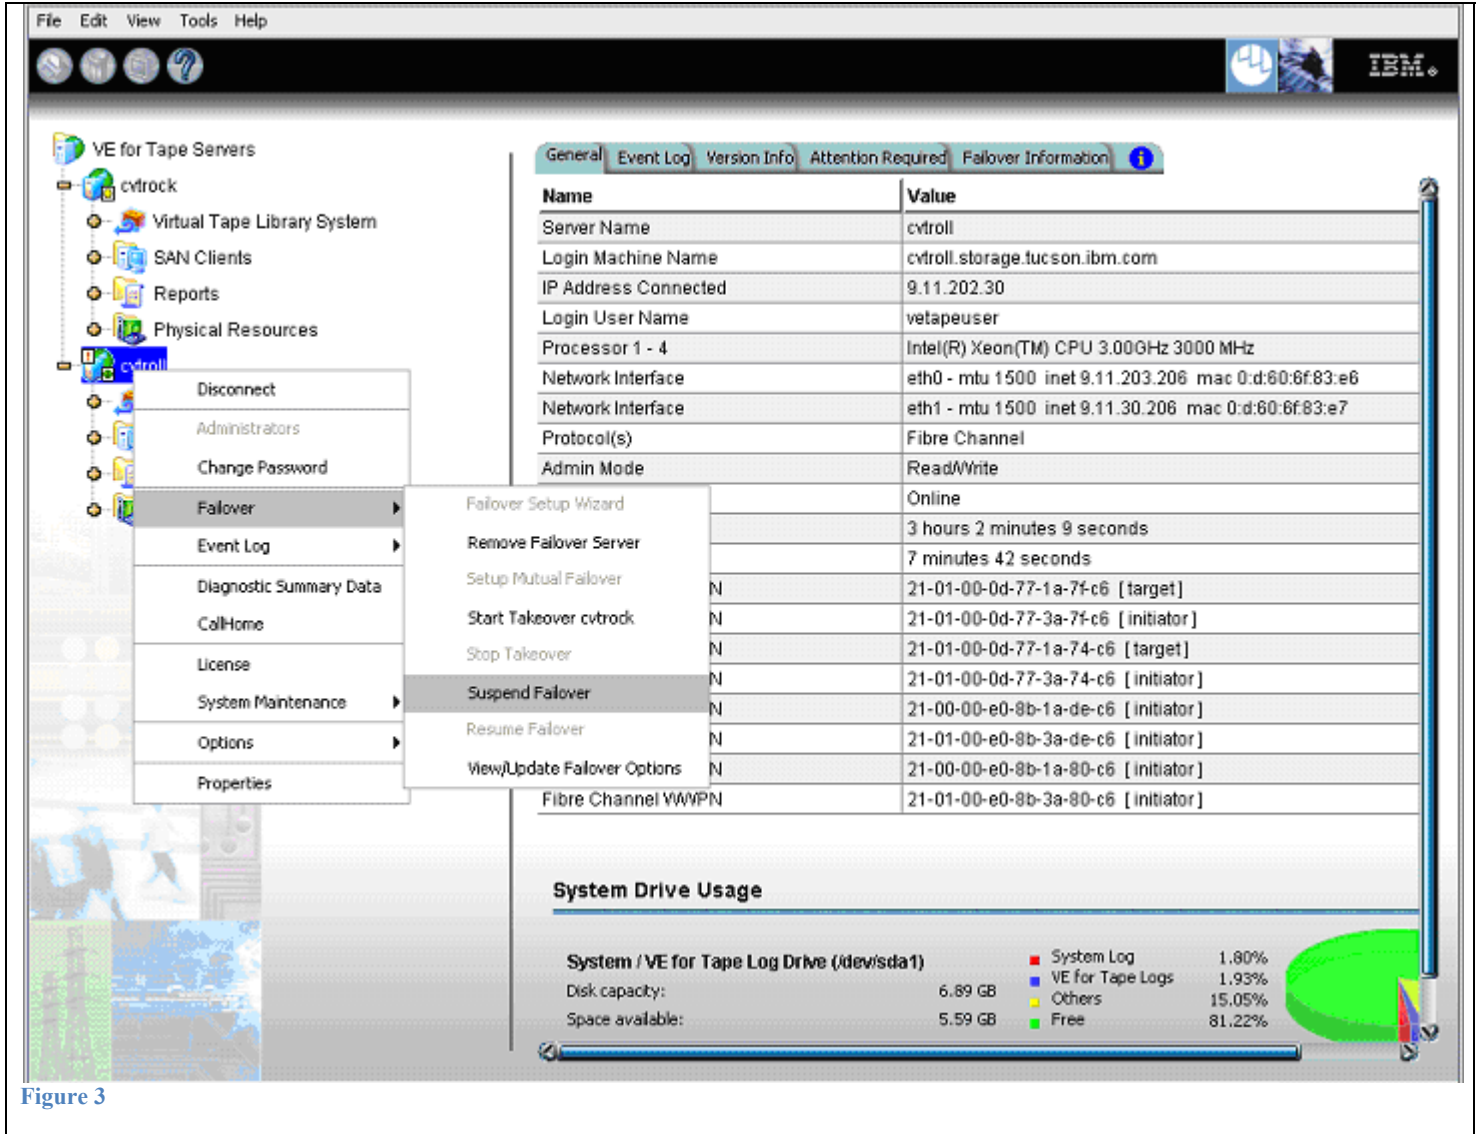 File Edit View Tools Help
IBM
VE for Tape Servers
cvtrock
Virtual Tape Library System
SAN Clients
Reports
Physical Resources
cvtroll
Disconnect
Administrators
Change Password
Failover
Event Log
Diagnostic Summary Data
CallHome
License
System Maintenance
Options
Properties
Failover Setup Wizard
Remove Failover Server
Setup Mutual Failover
Start Takeover cvtrock
Stop Takeover
Suspend Failover
Resume Failover
View/Update Failover Options
General Event Log Version Info Attention Required Failover Information
Name Value
Server Name cvtroll
Login Machine Name cvtroll.storage.tucson.ibm.com
IP Address Connected 9.11.202.30
Login User Name vetapeuser
Processor 1 - 4 Intel(R) Xeon(TM) CPU 3.00GHz 3000 MHz
Network Interface eth0 - mtu 1500 inet 9.11.203.206 mac 0:d:60:6f:83:e6
Network Interface eth1 - mtu 1500 inet 9.11.30.206 mac 0:d:60:6f:83:e7
Protocol(s) Fibre Channel
Admin Mode Read/Write
Online
3 hours 2 minutes 9 seconds
7 minutes 42 seconds
N 21-01-00-0d-77-1a-7f-c6 [target]
N 21-01-00-0d-77-3a-7f-c6 [initiator]
N 21-01-00-0d-77-1a-74-c6 [target]
N 21-01-00-0d-77-3a-74-c6 [initiator]
N 21-00-00-e0-8b-1a-de-c6 [initiator]
N 21-01-00-e0-8b-3a-de-c6 [initiator]
N 21-00-00-e0-8b-1a-80-c6 [initiator]
Fibre Channel WWPN 21-01-00-e0-8b-3a-80-c6 [initiator]
System Drive Usage
System / VE for Tape Log Drive (/dev/sda1)
Disk capacity: 6.89 GB
Space available: 5.59 GB
System Log 1.80%
VE for Tape Logs 1.93%
Others 15.05%
Free 81.22%
Figure 3